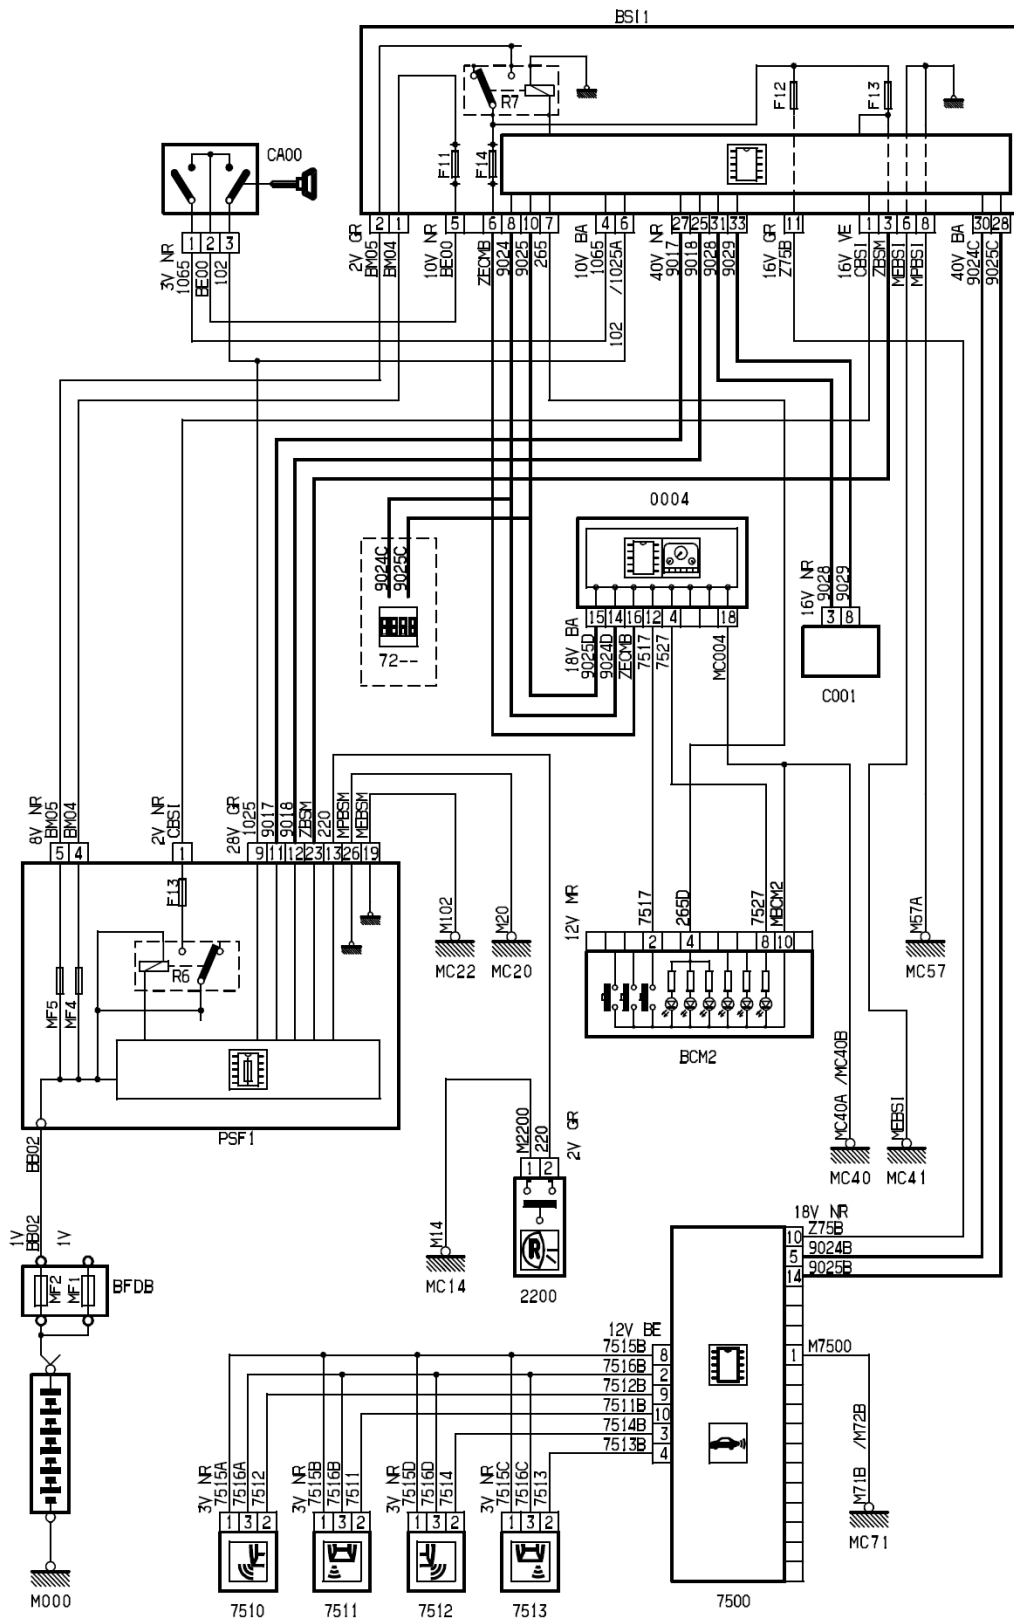 BSI1
R7
F12
F13
F11
F14
CA00
1 2 3
3V NR
1065
BE00
102
2 1
2V GR
BM05
BM04
5
10V NR
BE00
6 8 10 7
ZECMB
9024
9025
265
4 6
10V BA
1065
/1025A
102
27 25 31 33
40V NR
9017
9018
9028
9029
11
16V GR
Z75B
1 3 6 8
16V VE
CBSI
ZBSM
MEBSI
MPBSI
30 28
40V BA
9024C
9025C
9024C
9025C
72--
0004
15 14 16 12 4 18
18V BA
9025D
9024D
ZECMB
7517
7527
MC004
16V NR
9028
9029
3 8
C001
8V NR
BM05
BM04
5 4
2V NR
CBSI
1
28V GR
1025
9017
9018
ZBSM
220
MPBSM
MEBSM
9 11 12 23 13 26 19
F13
R6
MF5
MF4
PSF1
M102
MC22
M20
MC20
12V MR
7517
265D
7527
MBCM2
2 4 8 10
BCM2
M57A
MC57
MC40A /MC40B
MC40
MEBSI
MC41
BB02
1V
BB02
1V
MF2
MF1
BFDB
M000
M14
MC14
M2200
220
2V GR
1 2
R
2200
18V NR
10 Z75B
5 9024B
14 9025B
1 M7500
M71B /M72B
MC71
7500
12V BE
7515B 8
7516B 2
7512B 9
7511B 10
7514B 3
7513B 4
3V NR
7515A
7516A
7512
1 3 2
7510
3V NR
7515B
7516B
7511
1 3 2
7511
3V NR
7515D
7516D
7514
1 3 2
7512
3V NR
7515C
7516C
7513
1 3 2
7513